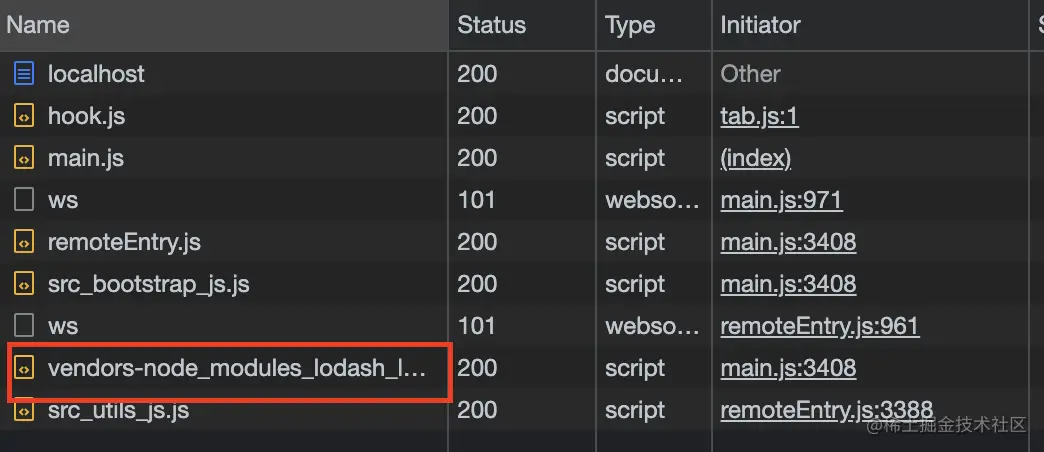 Name Status Type Initiator
localhost 200 docu... Other
hook.js 200 script tab.js:1
main.js 200 script (index)
ws 101 webso... main.js:971
remoteEntry.js 200 script main.js:3408
src_bootstrap_js.js 200 script main.js:3408
ws 101 webso... remoteEntry.js:961
vendors-node_modules_lodash_l... 200 script main.js:3408
src_utils_js.js 200 script remoteEntry.js:3388
@稀土掘金技术社区